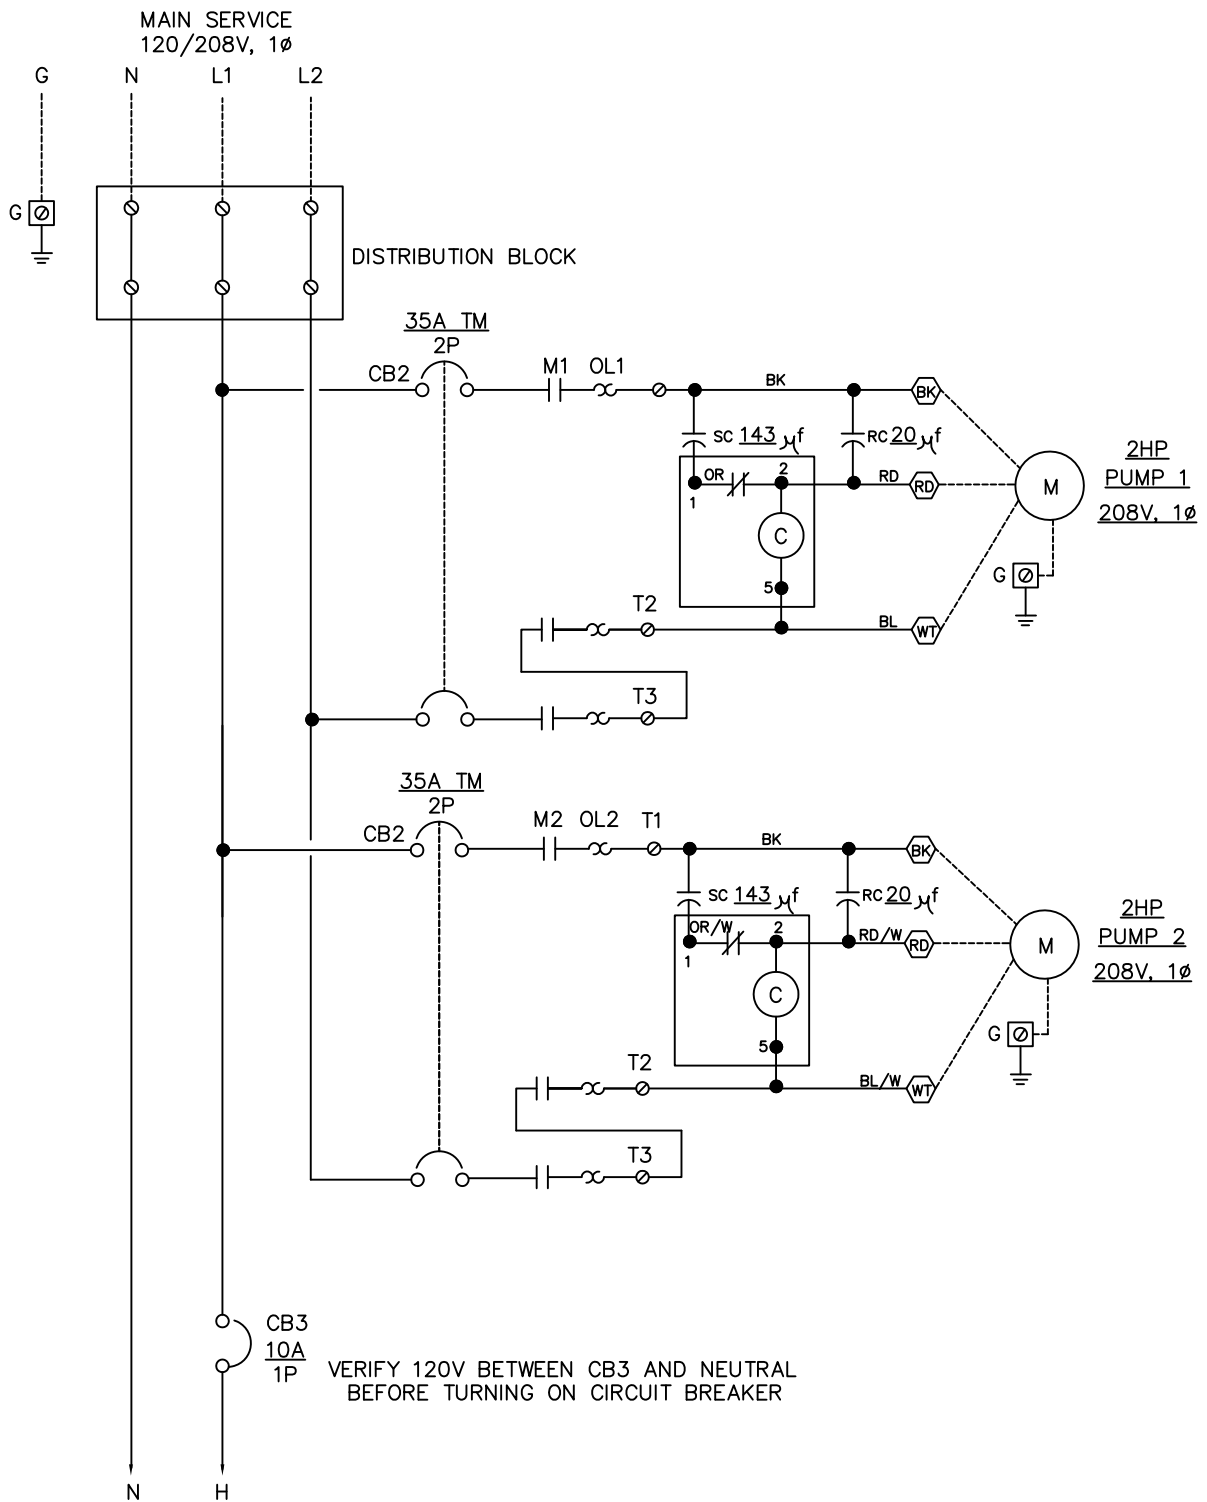 MAIN SERVICE
120/208V, 1ø
G N L1 L2
G
DISTRIBUTION BLOCK
35A TM
2P
CB2
M1 OL1
BK
BK
SC 143 μf
RC 20 μf
2HP
PUMP 1
208V, 1ø
OR
2
RD
RD
M
1
C
5
G
T2
BL
WT
T3
35A TM
2P
CB2
M2 OL2 T1
BK
BK
SC 143 μf
RC 20 μf
2HP
PUMP 2
208V, 1ø
OR/W
2
RD/W
RD
M
1
C
5
G
T2
BL/W
WT
T3
CB3
10A
1P
VERIFY 120V BETWEEN CB3 AND NEUTRAL
BEFORE TURNING ON CIRCUIT BREAKER
N H